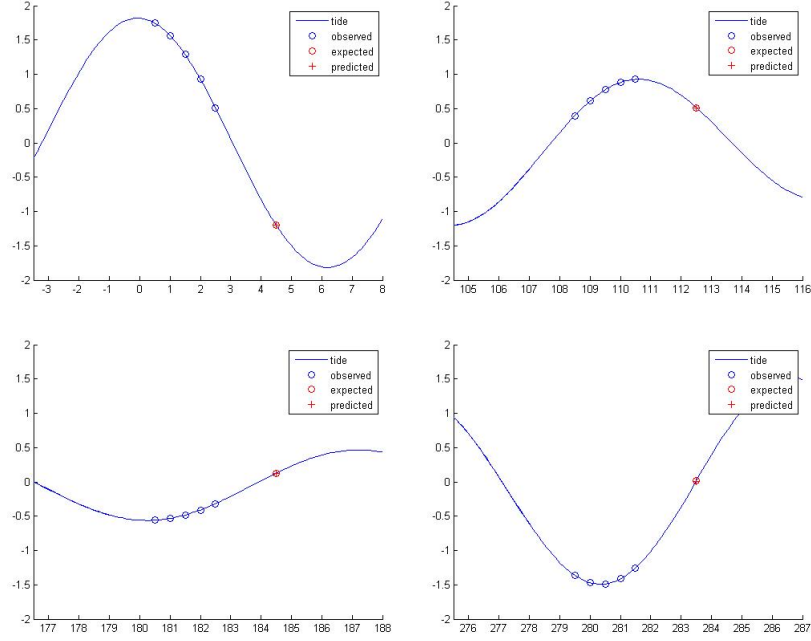 2
1.5
1
0.5
0
-0.5
-1
-1.5
-2
-3 -2 -1 0 1 2 3 4 5 6 7 8
tide
observed
expected
predicted
2
1.5
1
0.5
0
-0.5
-1
-1.5
-2
105 106 107 108 109 110 111 112 113 114 115 116
tide
observed
expected
predicted
2
1.5
1
0.5
0
-0.5
-1
-1.5
-2
177 178 179 180 181 182 183 184 185 186 187 188
tide
observed
expected
predicted
2
1.5
1
0.5
0
-0.5
-1
-1.5
-2
276 277 278 279 280 281 282 283 284 285 286 287
tide
observed
expected
predicted